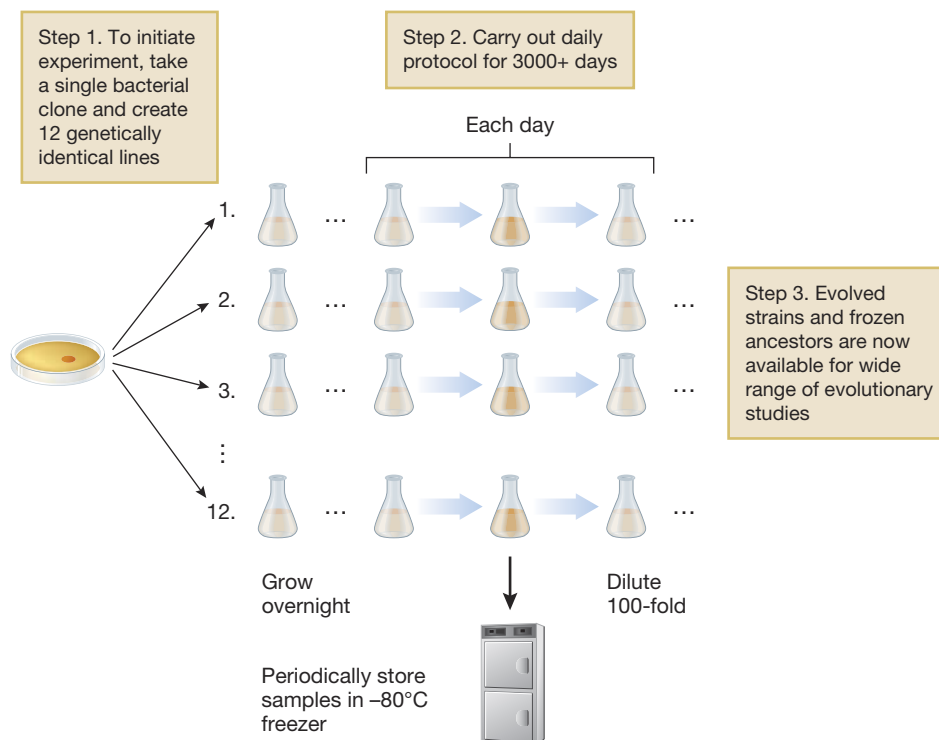 Step 1. To initiate
experiment, take
a single bacterial
clone and create
12 genetically
identical lines
Step 2. Carry out daily
protocol for 3000+ days
Each day
1.
...
...
2.
...
...
Step 3. Evolved
strains and frozen
ancestors are now
available for wide
range of evolutionary
studies
3.
...
...
...
12.
...
...
Grow
overnight
Dilute
100-fold
Periodically store
samples in –80°C
freezer